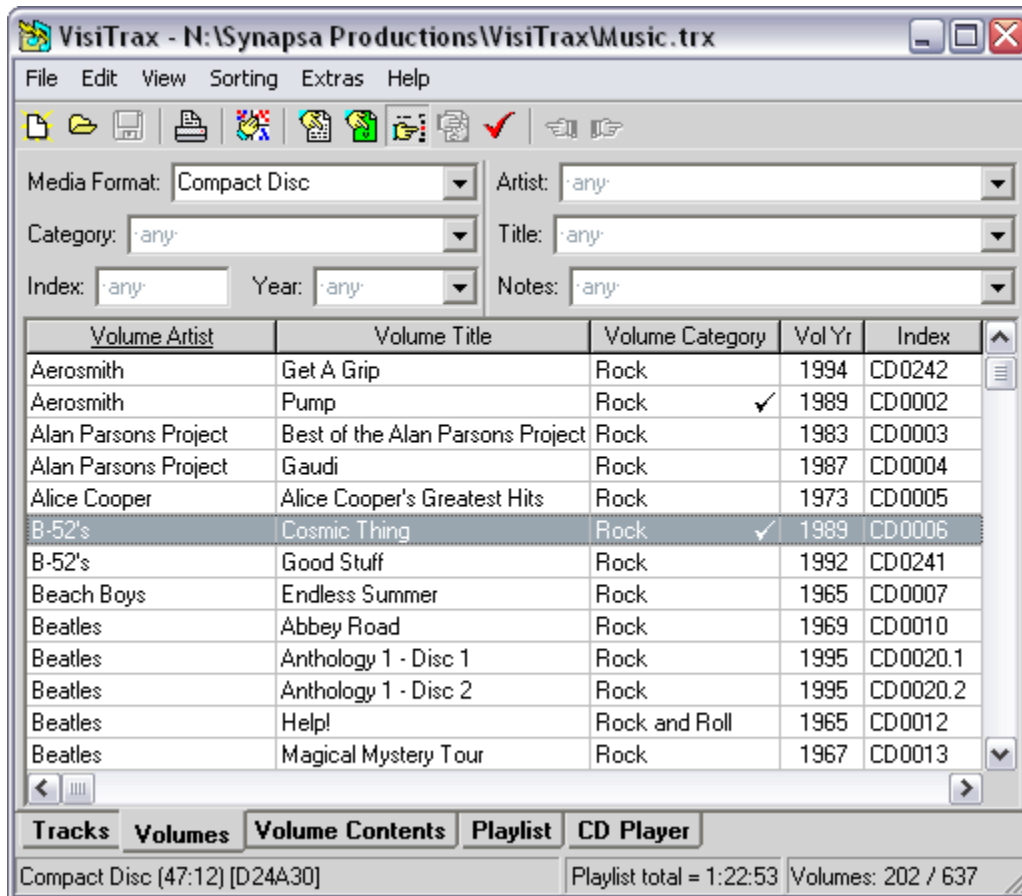 VisiTrax - N:\Synapsa Productions\VisiTrax\Music.trx
File Edit View Sorting Extras Help
Media Format: Compact Disc Artist: ·any·
Category: ·any· Title: ·any·
Index: ·any· Year: ·any· Notes: ·any·
Volume Artist Volume Title Volume Category Vol Yr Index
Aerosmith Get A Grip Rock 1994 CD0242
Aerosmith Pump Rock ✓ 1989 CD0002
Alan Parsons Project Best of the Alan Parsons Project Rock 1983 CD0003
Alan Parsons Project Gaudi Rock 1987 CD0004
Alice Cooper Alice Cooper's Greatest Hits Rock 1973 CD0005
B-52's Cosmic Thing Rock ✓ 1989 CD0006
B-52's Good Stuff Rock 1992 CD0241
Beach Boys Endless Summer Rock 1965 CD0007
Beatles Abbey Road Rock 1969 CD0010
Beatles Anthology 1 - Disc 1 Rock 1995 CD0020.1
Beatles Anthology 1 - Disc 2 Rock 1995 CD0020.2
Beatles Help! Rock and Roll 1965 CD0012
Beatles Magical Mystery Tour Rock 1967 CD0013
Tracks Volumes Volume Contents Playlist CD Player
Compact Disc (47:12) [D24A30] Playlist total = 1:22:53 Volumes: 202 / 637